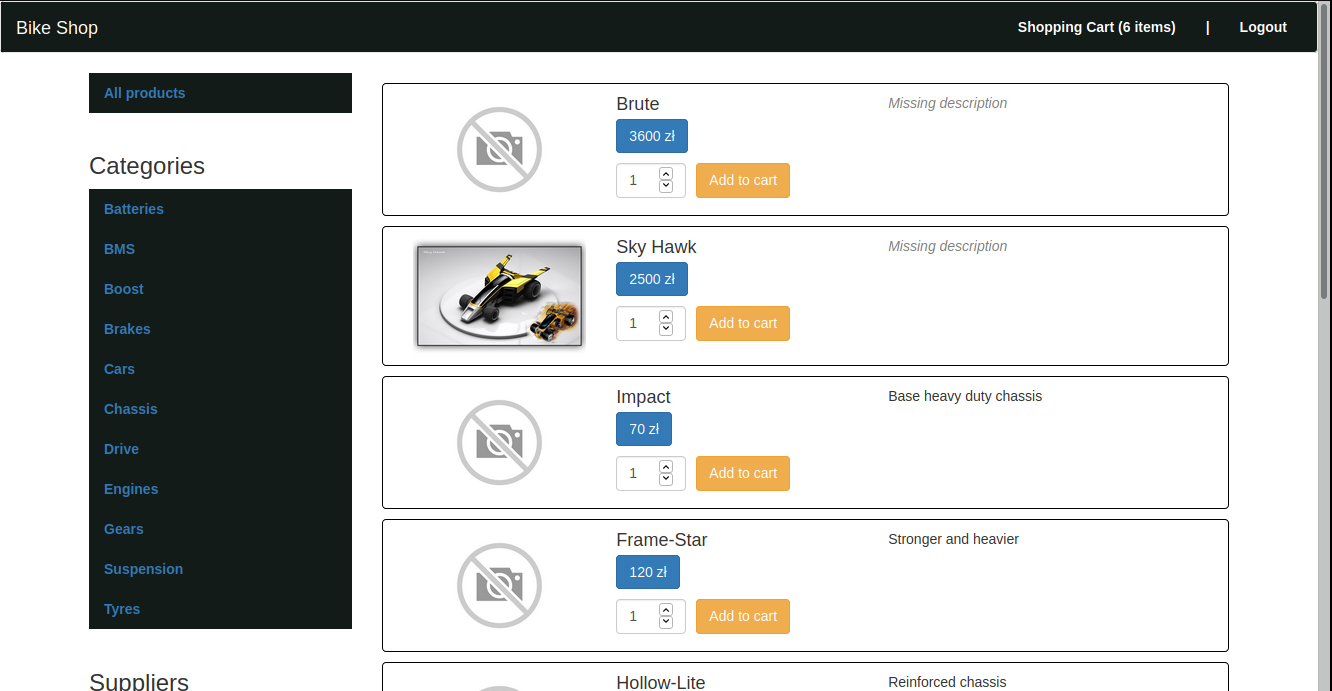 Bike Shop
Shopping Cart (6 items) | Logout
All products
Categories
Batteries
BMS
Boost
Brakes
Cars
Chassis
Drive
Engines
Gears
Suspension
Tyres
Suppliers
Brute
3600 zł
1 Add to cart
Missing description
Sky Hawk
2500 zł
1 Add to cart
Missing description
Impact
70 zł
1 Add to cart
Base heavy duty chassis
Frame-Star
120 zł
1 Add to cart
Stronger and heavier
Hollow-Lite
Reinforced chassis